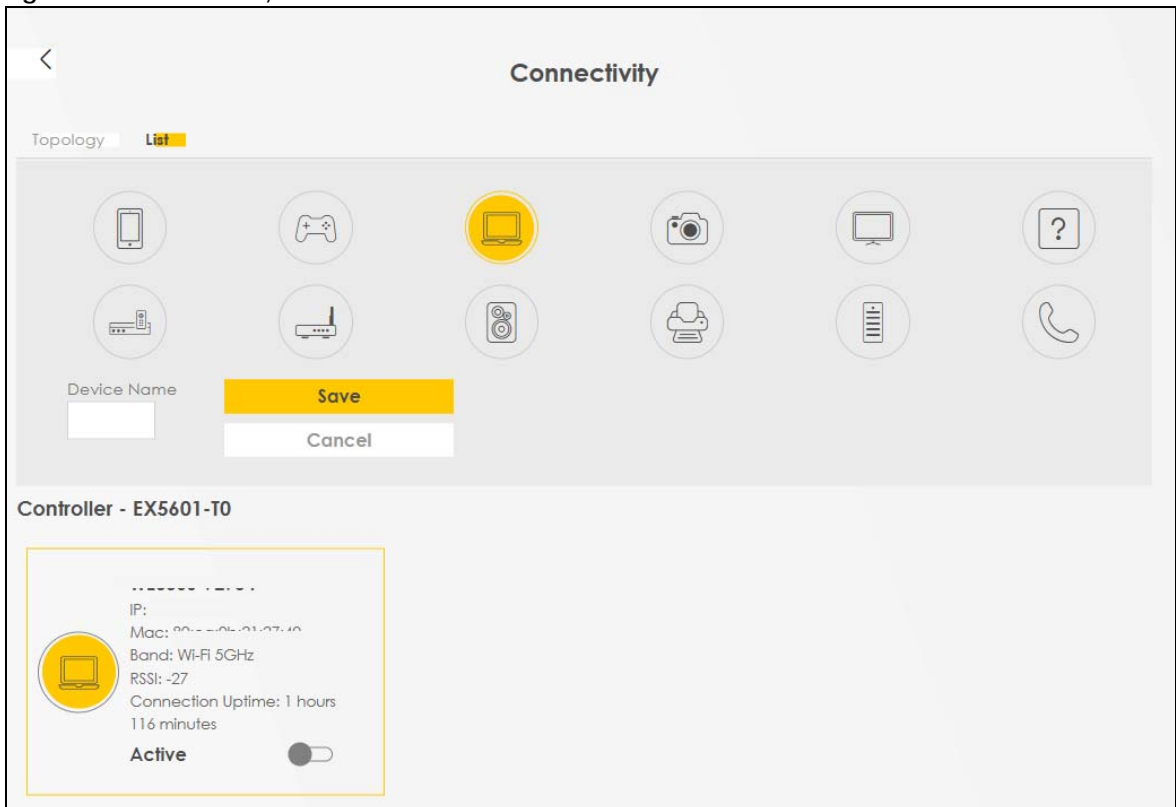 Connectivity
Topology List
?
Device Name
Save
Cancel
Controller - EX5601-T0
IP:
Mac:
Band: Wi-Fi 5GHz
RSSI: -27
Connection Uptime: 1 hours
116 minutes
Active